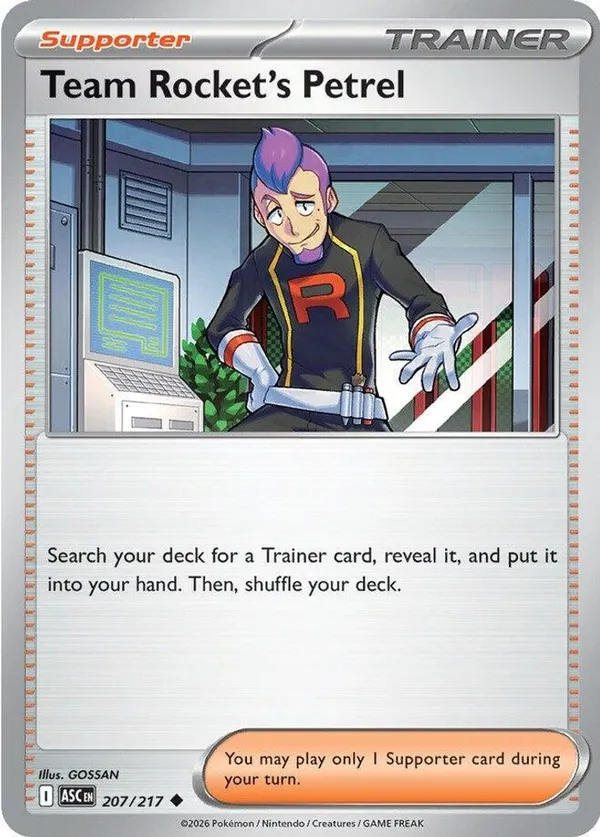 Supporter
TRAINER
Team Rocket's Petrel
R
Search your deck for a Trainer card, reveal it, and put it
into your hand. Then, shuffle your deck.
You may play only 1 Supporter card during
your turn.
Illus. GOSSAN
I ASC EN 207/217
©2026 Pokémon / Nintendo / Creatures / GAME FREAK